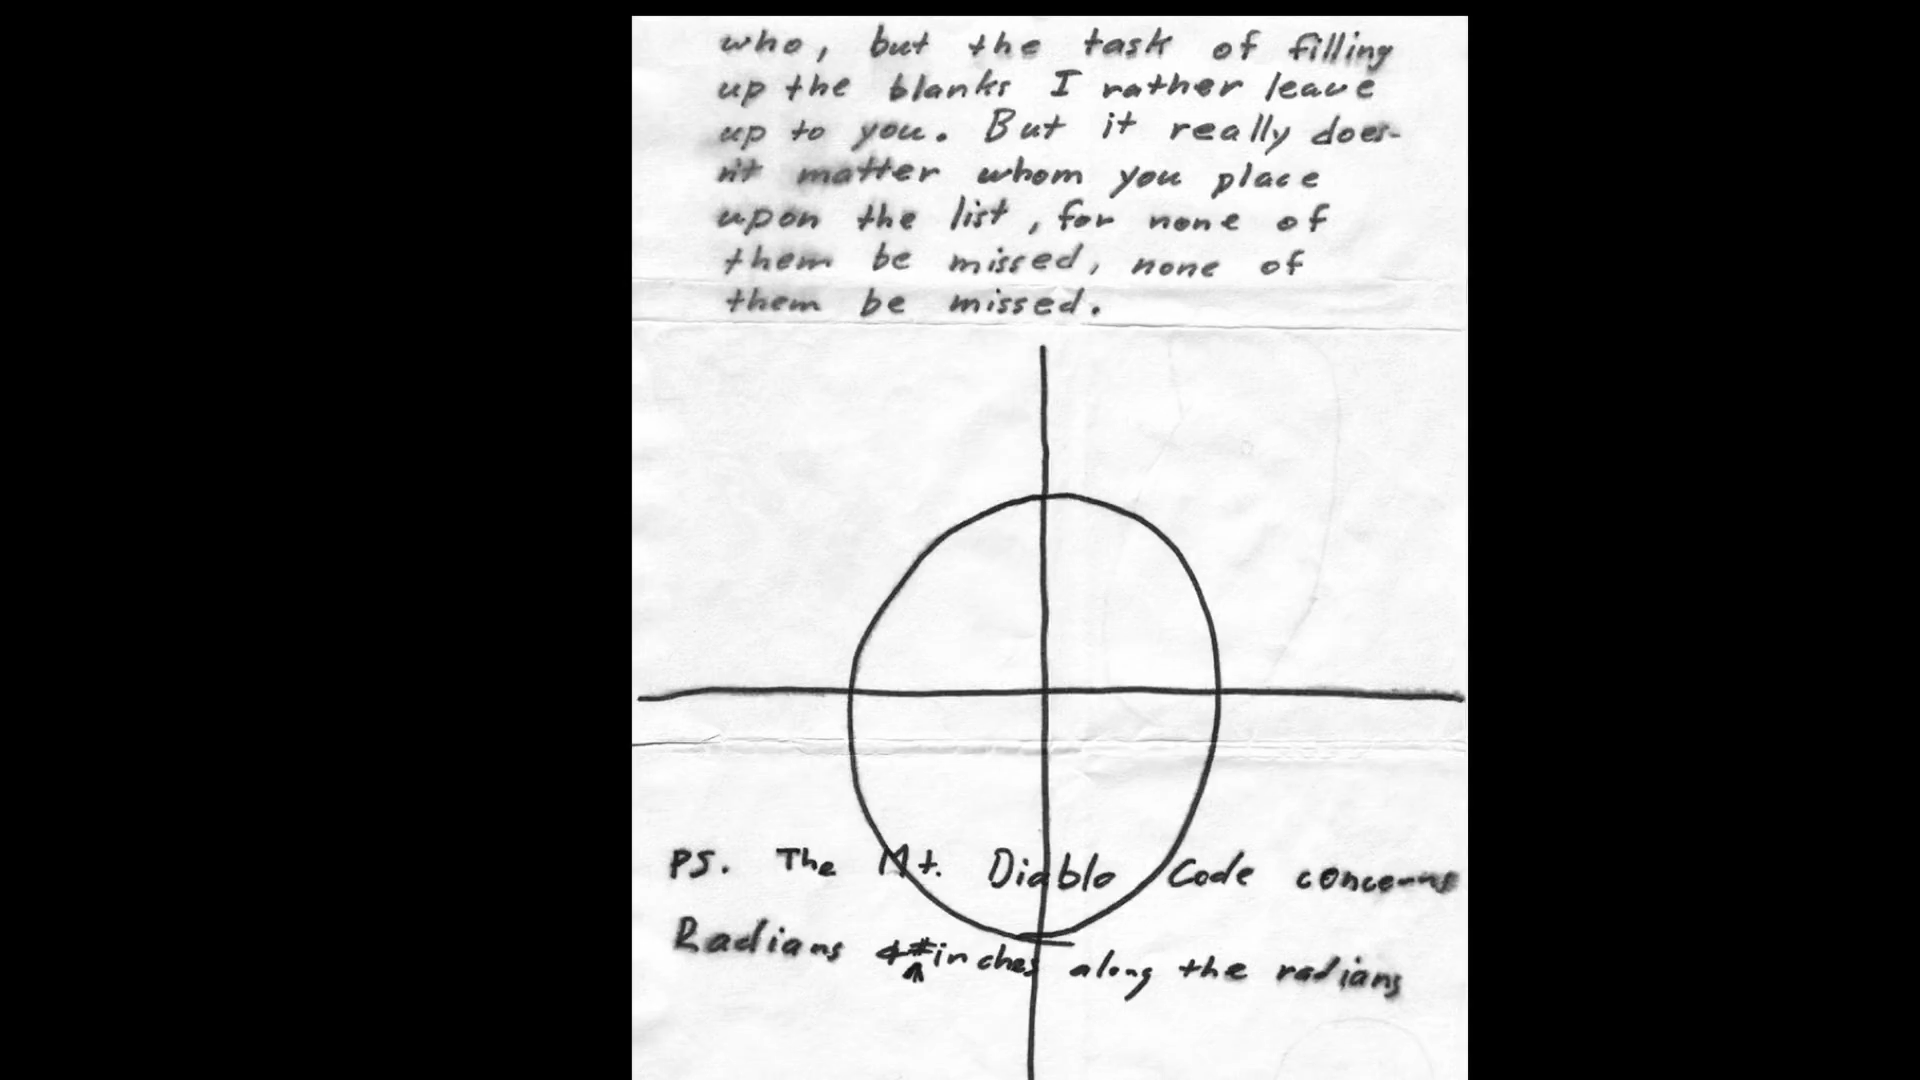 who, but the task of filling
up the blanks I rather leave
up to you. But it really does-
n't matter whom you place
upon the list, for none of
them be missed, none of
them be missed.
PS. The Mt. Diablo Code concerns
Radians & # inches along the radians